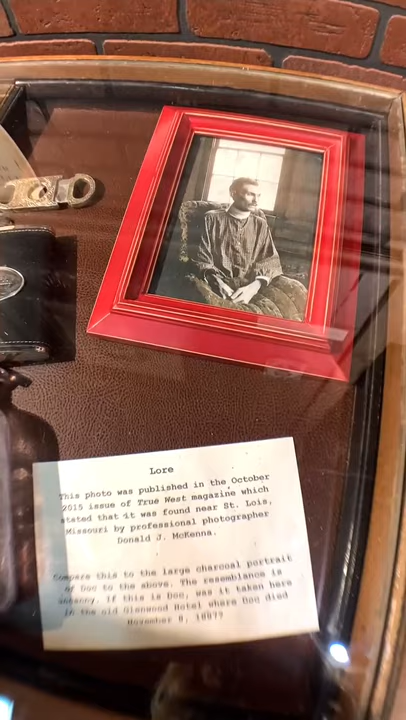 Lore
This photo was published in the October
2015 issue of True West magazine which
stated that it was found near St. Lois,
Missouri by professional photographer
Donald J. McKenna.
Compare this to the large charcoal portrait
of Doc to the above. The resemblance is
uncanny. If this is Doc, was it taken here
in the old Glenwood Hotel where Doc died
November 8, 1887?